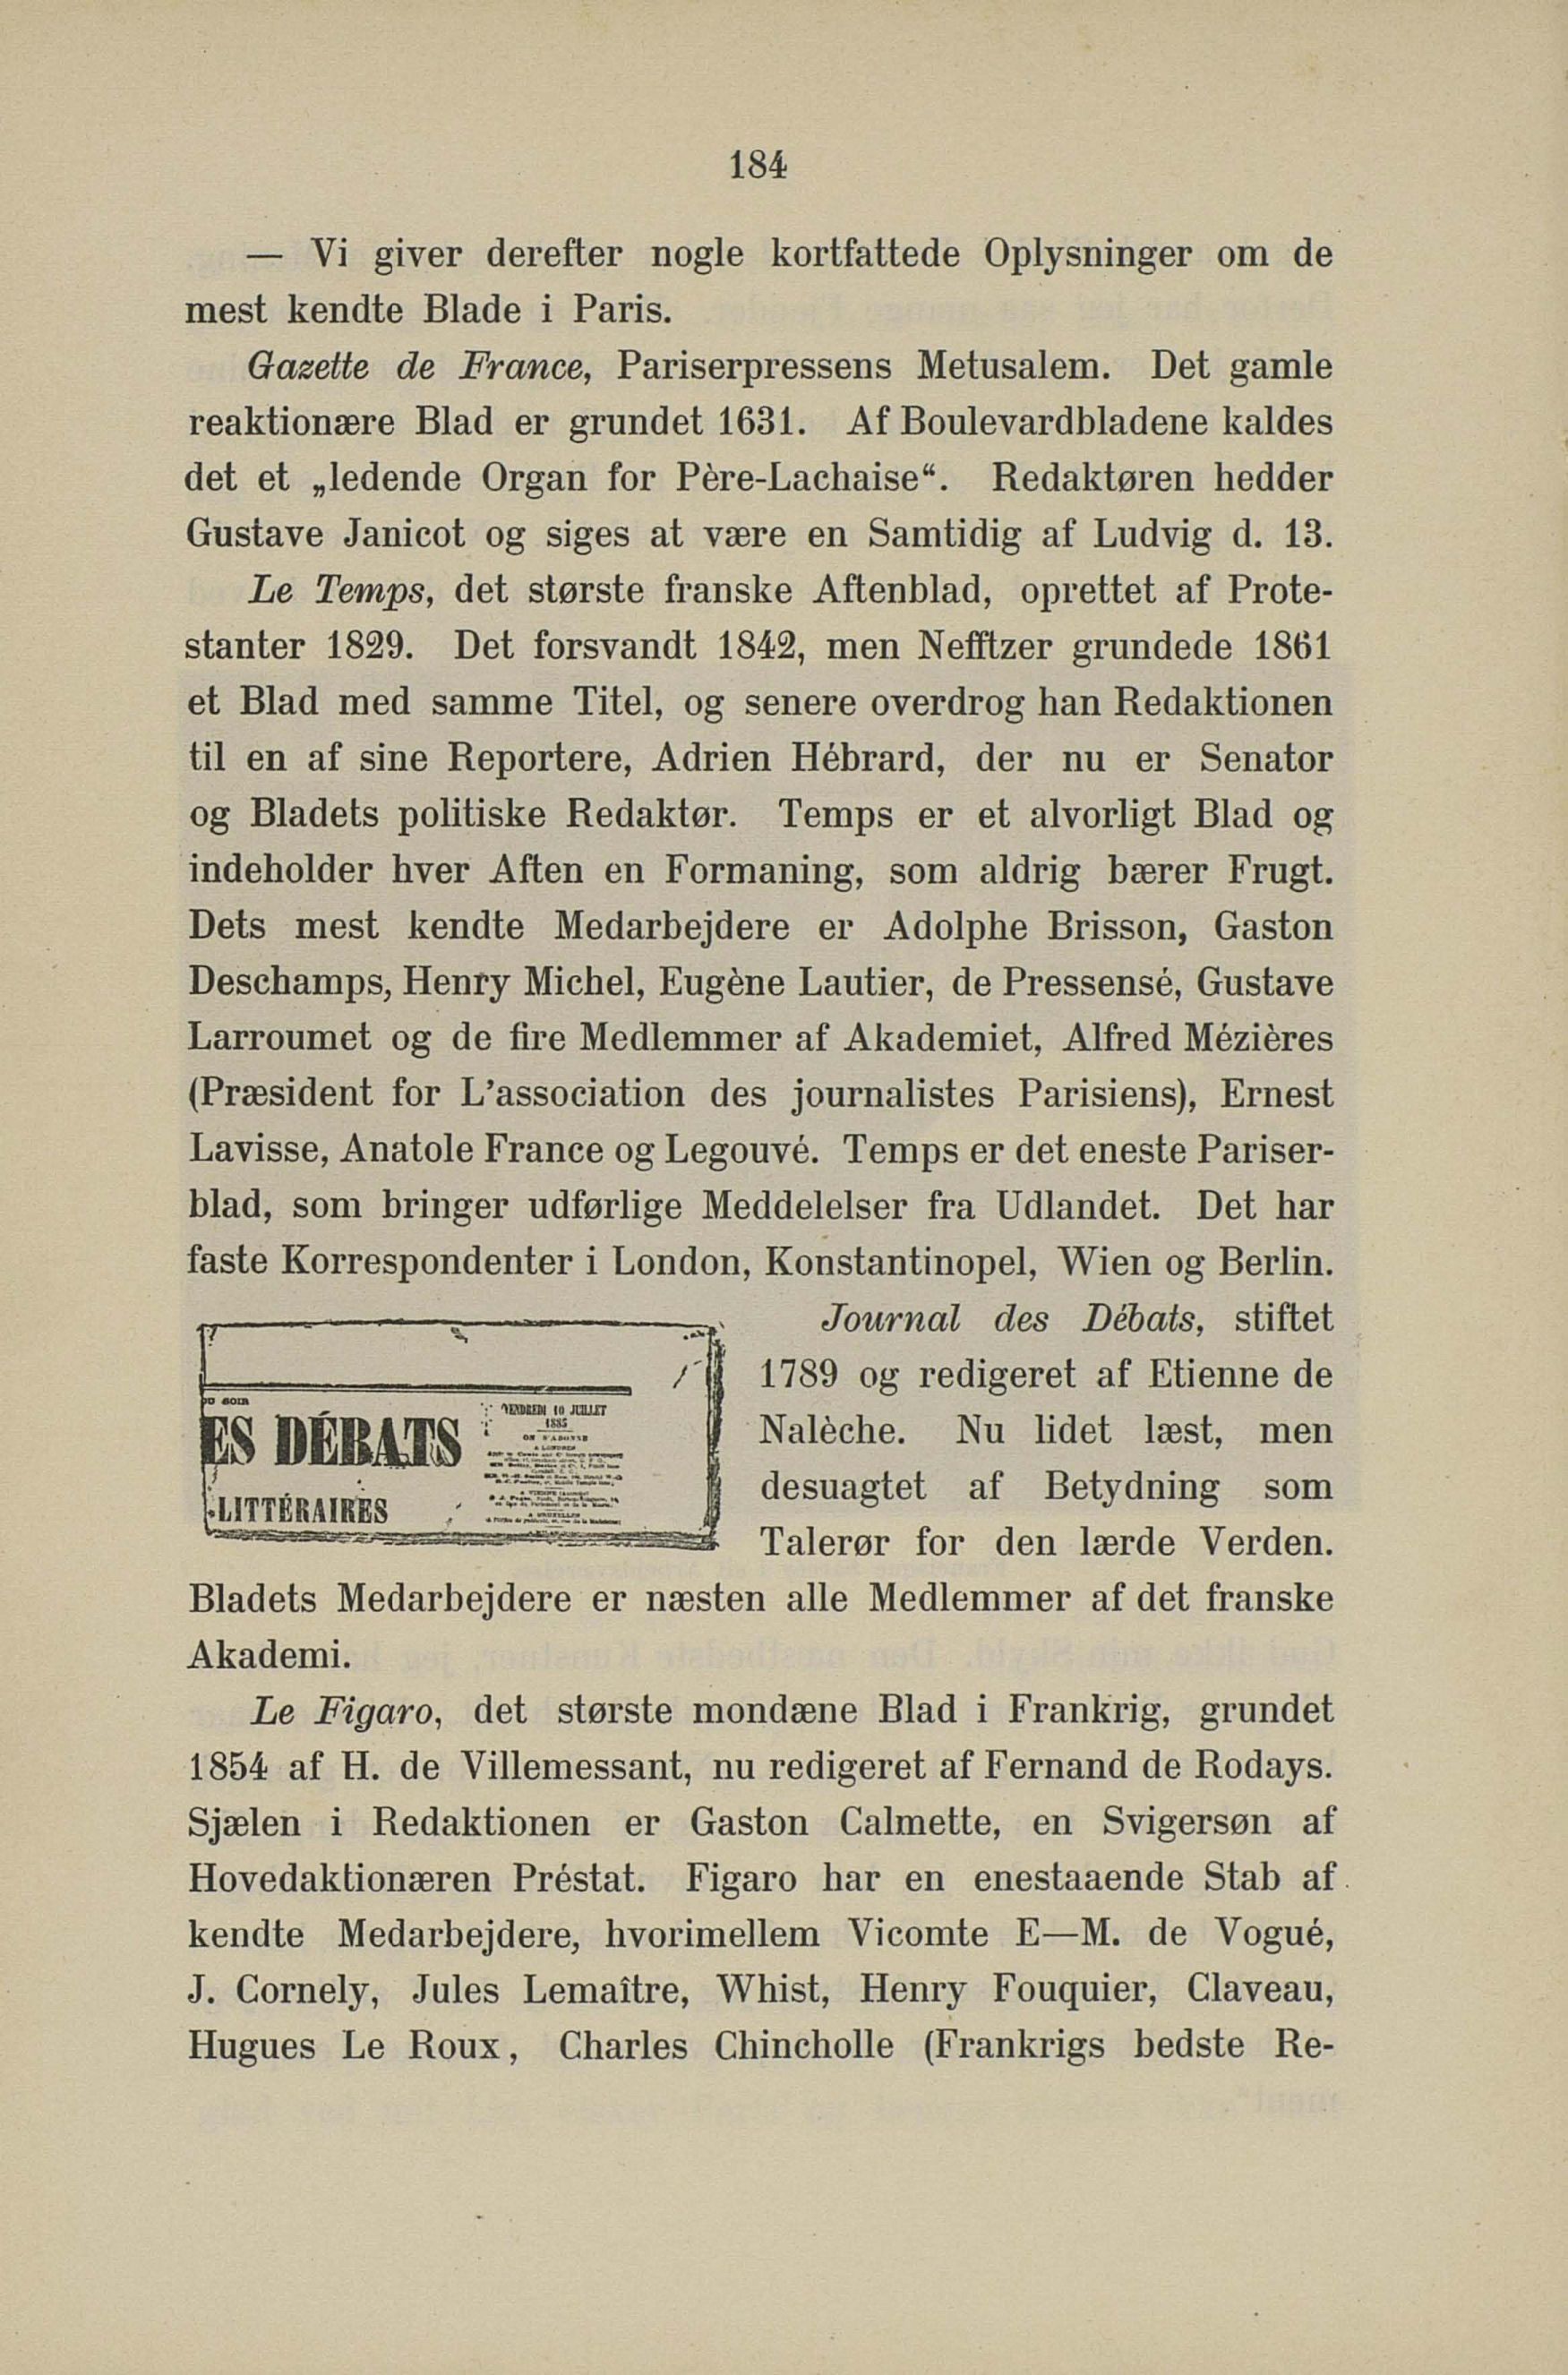 184
— Vi giver derefter nogle kortfattede Oplysninger om de
mest kendte Blade i Paris.
Gazette de France, Pariserpressens Metusalem. Det gamle
reaktionære Blad er grundet 1631. Af Boulevardbladene kaldes
det et „ledende Organ for Père-Lachaise“. Redaktøren hedder
Gustave Janicot og siges at være en Samtidig af Ludvig d. 13.
Le Temps, det største franske Aftenblad, oprettet af Prote-
stanter 1829. Det forsvandt 1842, men Nefftzer grundede 1861
et Blad med samme Titel, og senere overdrog han Redaktionen
til en af sine Reportere, Adrien Hébrard, der nu er Senator
og Bladets politiske Redaktør. Temps er et alvorligt Blad og
indeholder hver Aften en Formaning, som aldrig bærer Frugt.
Dets mest kendte Medarbejdere er Adolphe Brisson, Gaston
Deschamps, Henry Michel, Eugène Lautier, de Pressensé, Gustave
Larroumet og de fire Medlemmer af Akademiet, Alfred Mézières
(Præsident for L'association des journalistes Parisiens), Ernest
Lavisse, Anatole France og Legouvé. Temps er det eneste Pariser-
blad, som bringer udførlige Meddelelser fra Udlandet. Det har
faste Korrespondenter i London, Konstantinopel, Wien og Berlin.
Journal des Débats, stiftet
1789 og redigeret af Etienne de
Nalèche. Nu lidet læst, men
desuagtet af Betydning som
Talerør for den lærde Verden.
SOIR
ES DÉBATS
LITTÉRAIRES
VENDREDI 10 JUILLET
1885
ON S'ABONNE
A LONDRES
Bladets Medarbejdere er næsten alle Medlemmer af det franske
Akademi.
Le Figaro, det største mondæne Blad i Frankrig, grundet
1854 af H. de Villemessant, nu redigeret af Fernand de Rodays.
Sjælen i Redaktionen er Gaston Calmette, en Svigersøn af
Hovedaktionæren Préstat. Figaro har en enestaaende Stab af
kendte Medarbejdere, hvorimellem Vicomte E—M. de Vogué,
J. Cornely, Jules Lemaître, Whist, Henry Fouquier, Claveau,
Hugues Le Roux, Charles Chincholle (Frankrigs bedste Re-